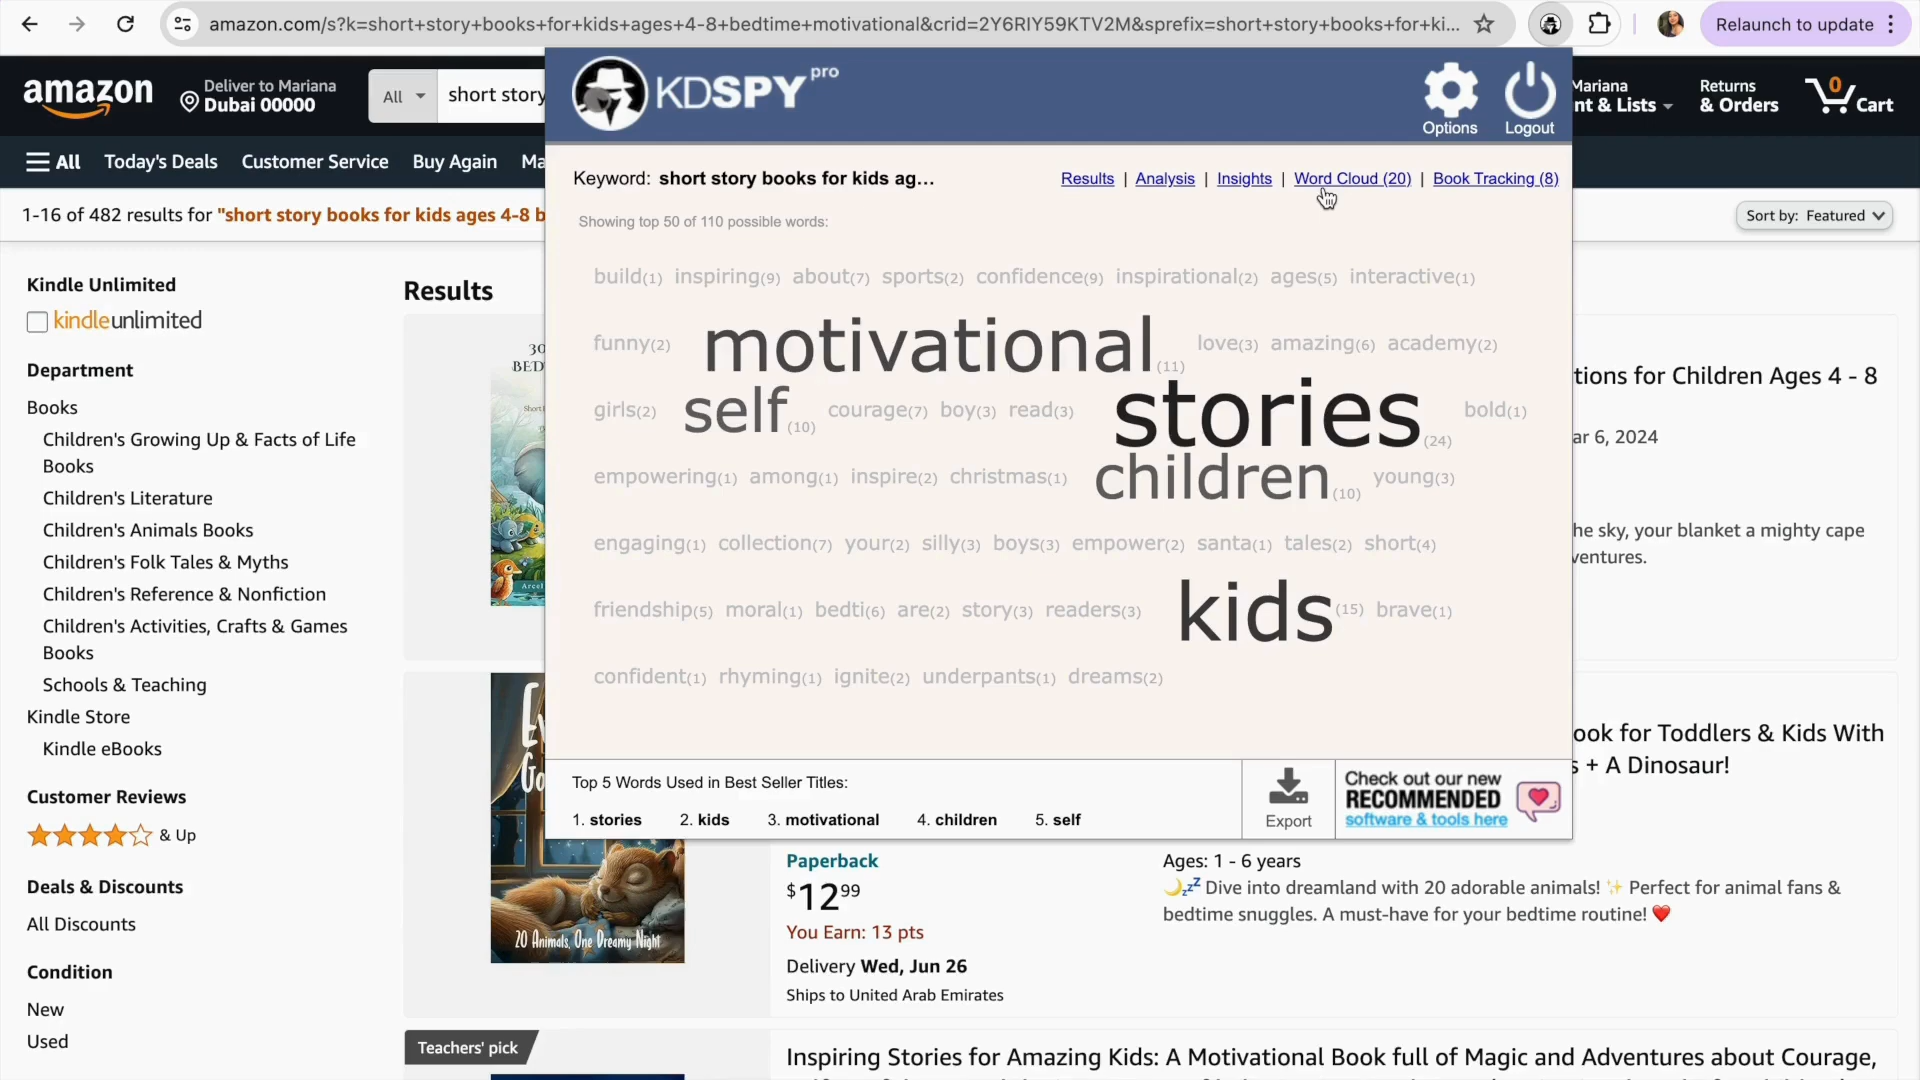 amazon.com/s?k=short+story+books+for+kids+ages+4-8+bedtime+motivational&crid=2Y6RIY59KTV2M&sprefix=short+story+books+for+ki...
Relaunch to update
amazon
Deliver to Mariana
Dubai 00000
All
short story
KDSPY pro
Options
Logout
Mariana
nt & Lists
Returns
& Orders
0
Cart
All
Today's Deals
Customer Service
Buy Again
Ma
Keyword: short story books for kids ag...
Results | Analysis | Insights | Word Cloud (20) | Book Tracking (8)
1-16 of 482 results for "short story books for kids ages 4-8 b
Sort by: Featured
Showing top 50 of 110 possible words:
build(1) inspiring(9) about(7) sports(2) confidence(9) inspirational(2) ages(5) interactive(1)
funny(2) motivational(11) love(3) amazing(6) academy(2)
girls(2) self(10) courage(7) boy(3) read(3) stories(24) bold(1)
empowering(1) among(1) inspire(2) christmas(1) children(10) young(3)
engaging(1) collection(7) your(2) silly(3) boys(3) empower(2) santa(1) tales(2) short(4)
friendship(5) moral(1) bedti(6) are(2) story(3) readers(3) kids(15) brave(1)
confident(1) rhyming(1) ignite(2) underpants(1) dreams(2)
Top 5 Words Used in Best Seller Titles:
1. stories 2. kids 3. motivational 4. children 5. self
Export
Check out our new
RECOMMENDED
software & tools here
Kindle Unlimited
kindleunlimited
Department
Books
Children's Growing Up & Facts of Life
Books
Children's Literature
Children's Animals Books
Children's Folk Tales & Myths
Children's Reference & Nonfiction
Children's Activities, Crafts & Games
Books
Schools & Teaching
Kindle Store
Kindle eBooks
Customer Reviews
& Up
Deals & Discounts
All Discounts
Condition
New
Used
Results
30
BED
Short
Arcel
tions for Children Ages 4 - 8
ar 6, 2024
he sky, your blanket a mighty cape
ventures.
Go
20 Animals, One Dreamy Night
ook for Toddlers & Kids With
s + A Dinosaur!
Paperback
$12 99
You Earn: 13 pts
Delivery Wed, Jun 26
Ships to United Arab Emirates
Ages: 1 - 6 years
🌙💤 Dive into dreamland with 20 adorable animals! ✨ Perfect for animal fans &
bedtime snuggles. A must-have for your bedtime routine! ❤️
Teachers' pick
Inspiring Stories for Amazing Kids: A Motivational Book full of Magic and Adventures about Courage,